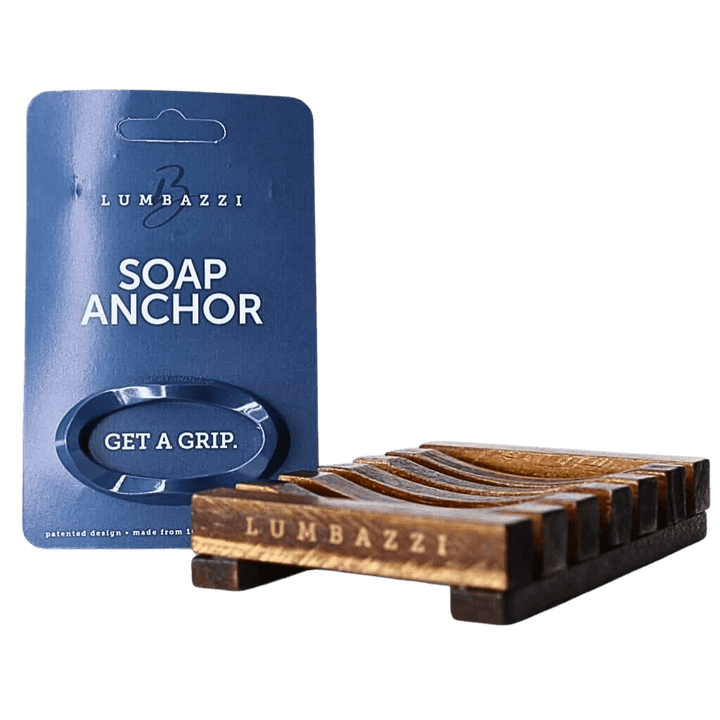 B
LUMBAZZI
SOAP
ANCHOR
GET A GRIP.
patented design • made from
LUMBAZZI